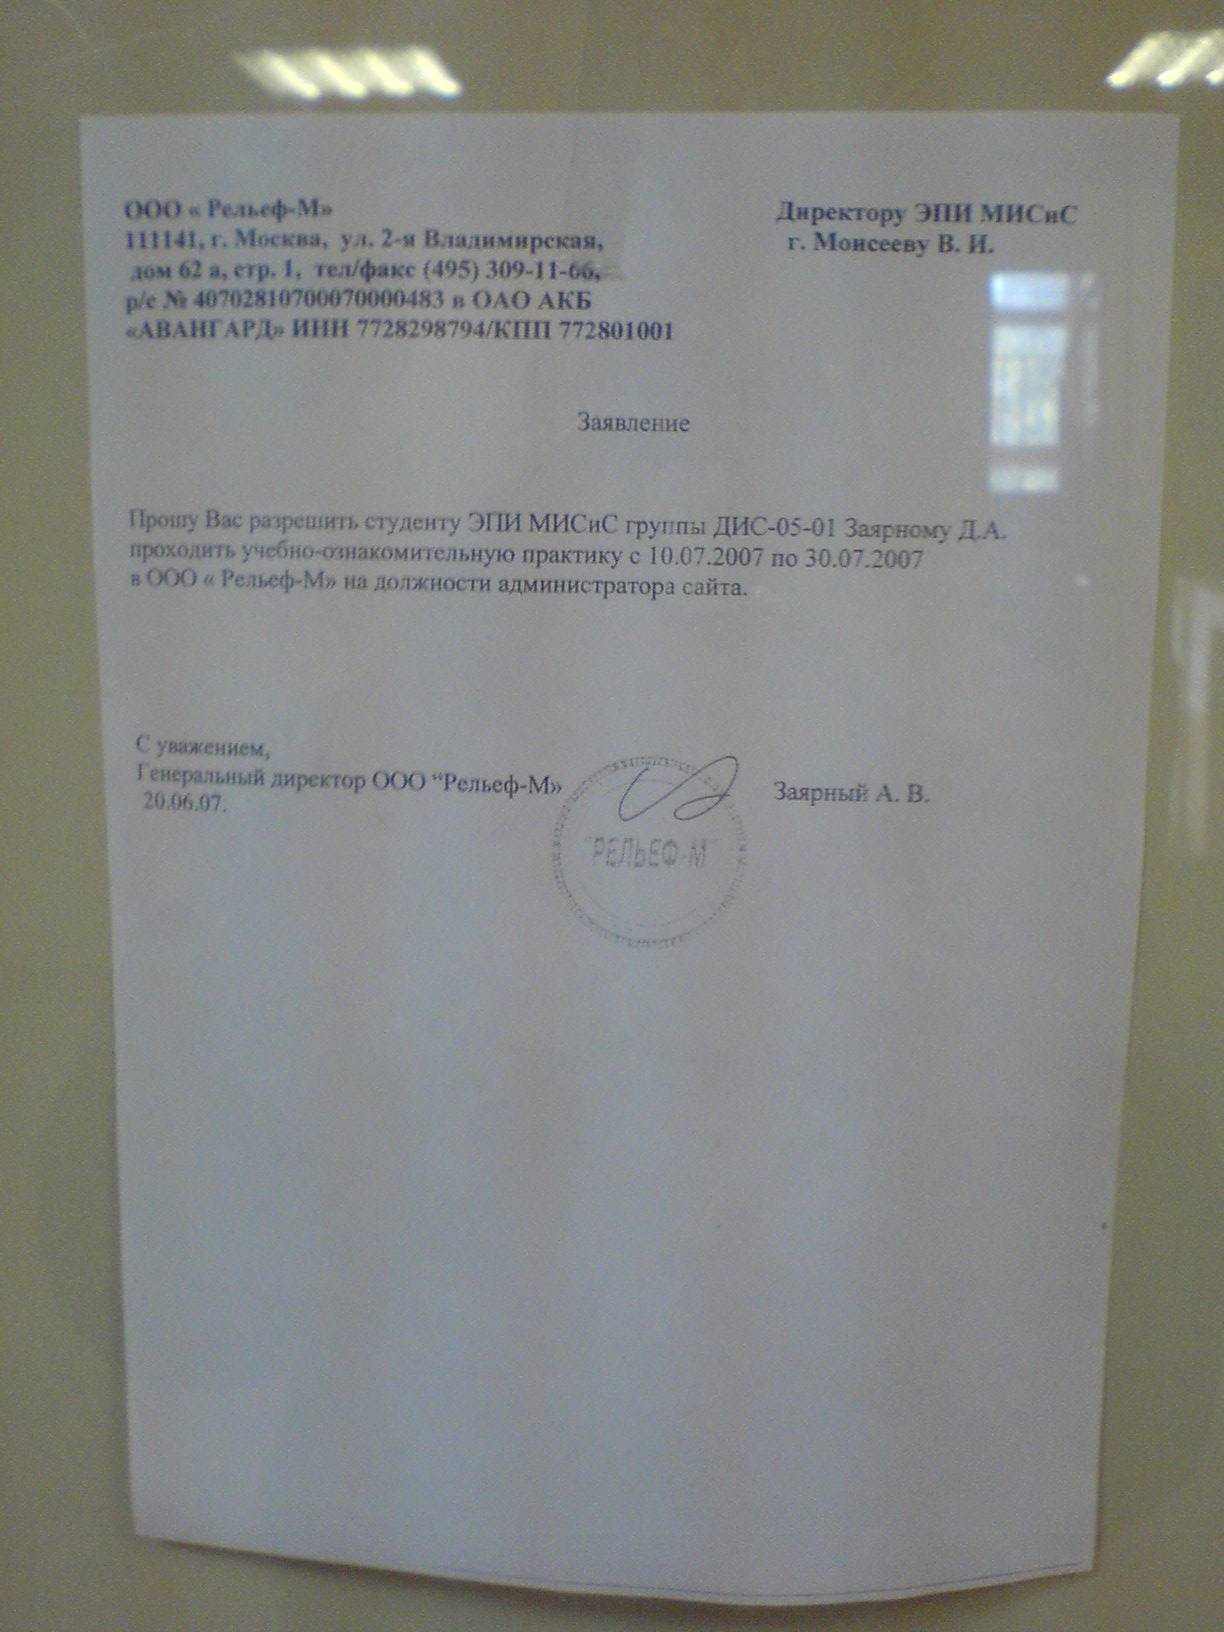 ООО « Рельеф-М»
111141, г. Москва, ул. 2-я Владимирская,
дом 62 а, стр. 1, тел/факс (495) 309-11-66,
р/с № 40702810700070000483 в ОАО АКБ
«АВАНГАРД» ИНН 7728298794/КПП 772801001
Директору ЭПИ МИСиС
г. Моисееву В. И.
Заявление
Прошу Вас разрешить студенту ЭПИ МИСиС группы ДИС-05-01 Заярному Д.А.
проходить учебно-ознакомительную практику с 10.07.2007 по 30.07.2007
в ООО « Рельеф-М» на должности администратора сайта.
С уважением,
Генеральный директор ООО “Рельеф-М»
Заярный А. В.
20.06.07.
"РЕЛЬЕФ-М"